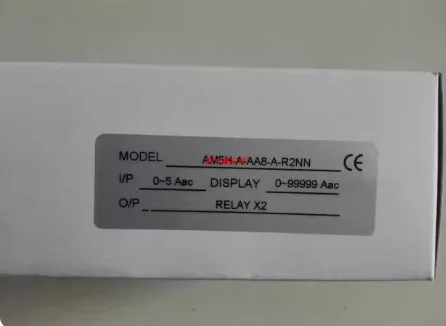 MODEL AM5H-A-AA8-A-R2NN CE
I/P 0~5 Aac DISPLAY 0~99999 Aac
O/P RELAY X2